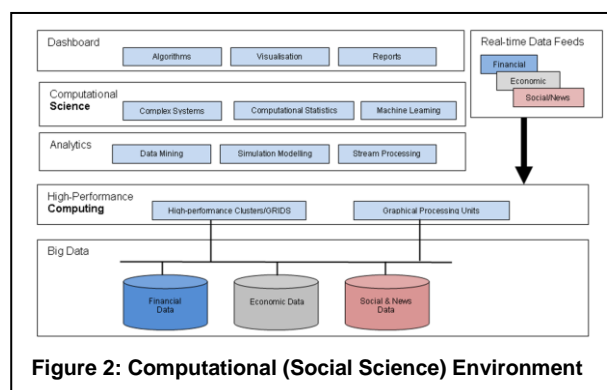 Dashboard
Algorithms
Visualisation
Reports
Real-time Data Feeds
Financial
Economic
Social/News
Computational
Science
Complex Systems
Computational Statistics
Machine Learning
Analytics
Data Mining
Simulation Modelling
Stream Processing
High-Performance
Computing
High-performance Clusters/GRIDS
Graphical Processing Units
Big Data
Financial
Data
Economic Data
Social & News
Data
Figure 2: Computational (Social Science) Environment